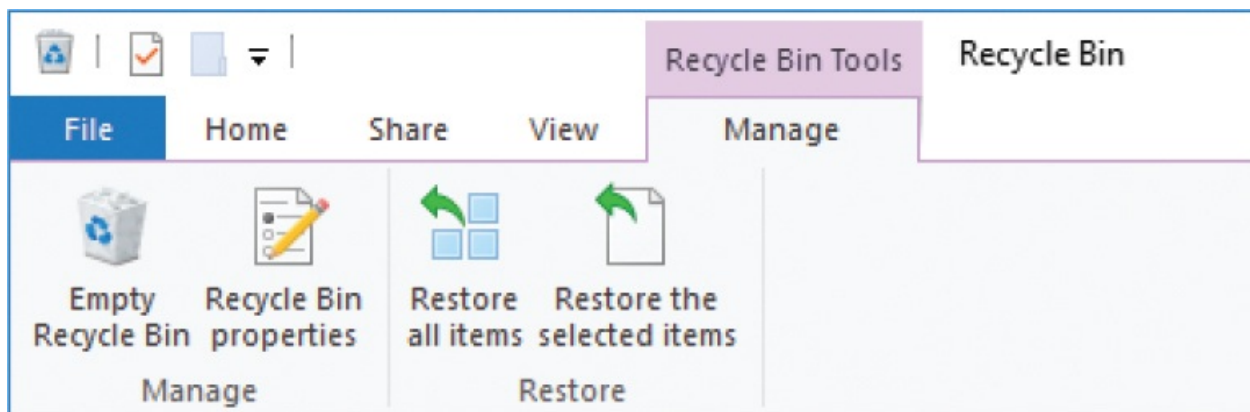 Recycle Bin Tools
Recycle Bin
File
Home
Share
View
Manage
Empty
Recycle Bin
Recycle Bin
properties
Restore
all items
Restore the
selected items
Manage
Restore